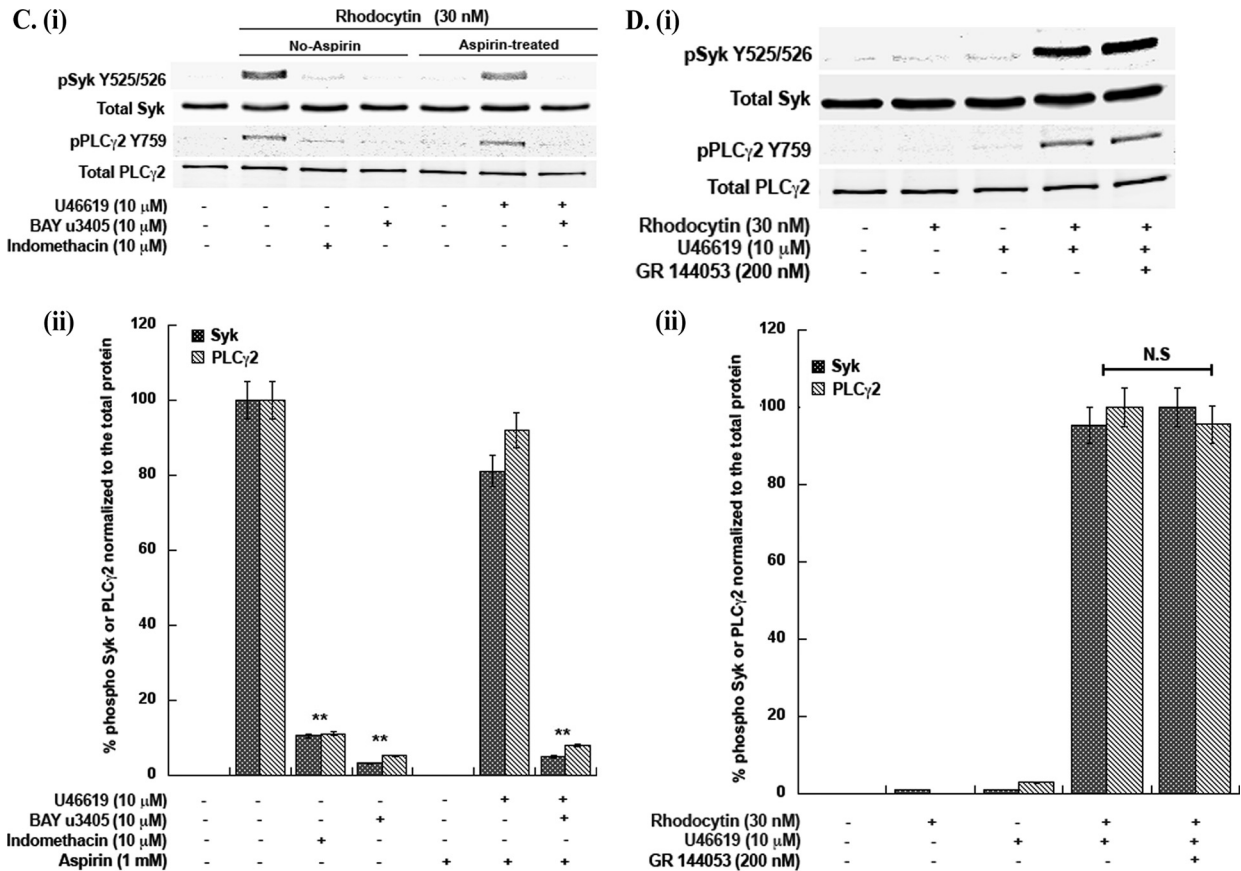 C. (i)
Rhodocytin (30 nM)
No-Aspirin Aspirin-treated
pSyk Y525/526
Total Syk
pPLCγ2 Y759
Total PLCγ2
U46619 (10 μM) - - - - - + +
BAY u3405 (10 μM) - - - + - - +
Indomethacin (10 μM) - - + - - - -
(ii)
% phospho Syk or PLCγ2 normalized to the total protein
120
100
80
60
40
20
0
Syk
PLCγ2
** ** **
U46619 (10 μM) - - - - - + +
BAY u3405 (10 μM) - - - + - - +
Indomethacin (10 μM) - - + - - - -
Aspirin (1 mM) - - - - + + +
D. (i)
pSyk Y525/526
Total Syk
pPLCγ2 Y759
Total PLCγ2
Rhodocytin (30 nM) - + - + +
U46619 (10 μM) - - + + +
GR 144053 (200 nM) - - - - +
(ii)
% phospho Syk or PLCγ2 normalized to the total protein
120
100
80
60
40
20
0
Syk
PLCγ2
N.S
Rhodocytin (30 nM) - + - + +
U46619 (10 μM) - - + + +
GR 144053 (200 nM) - - - - +